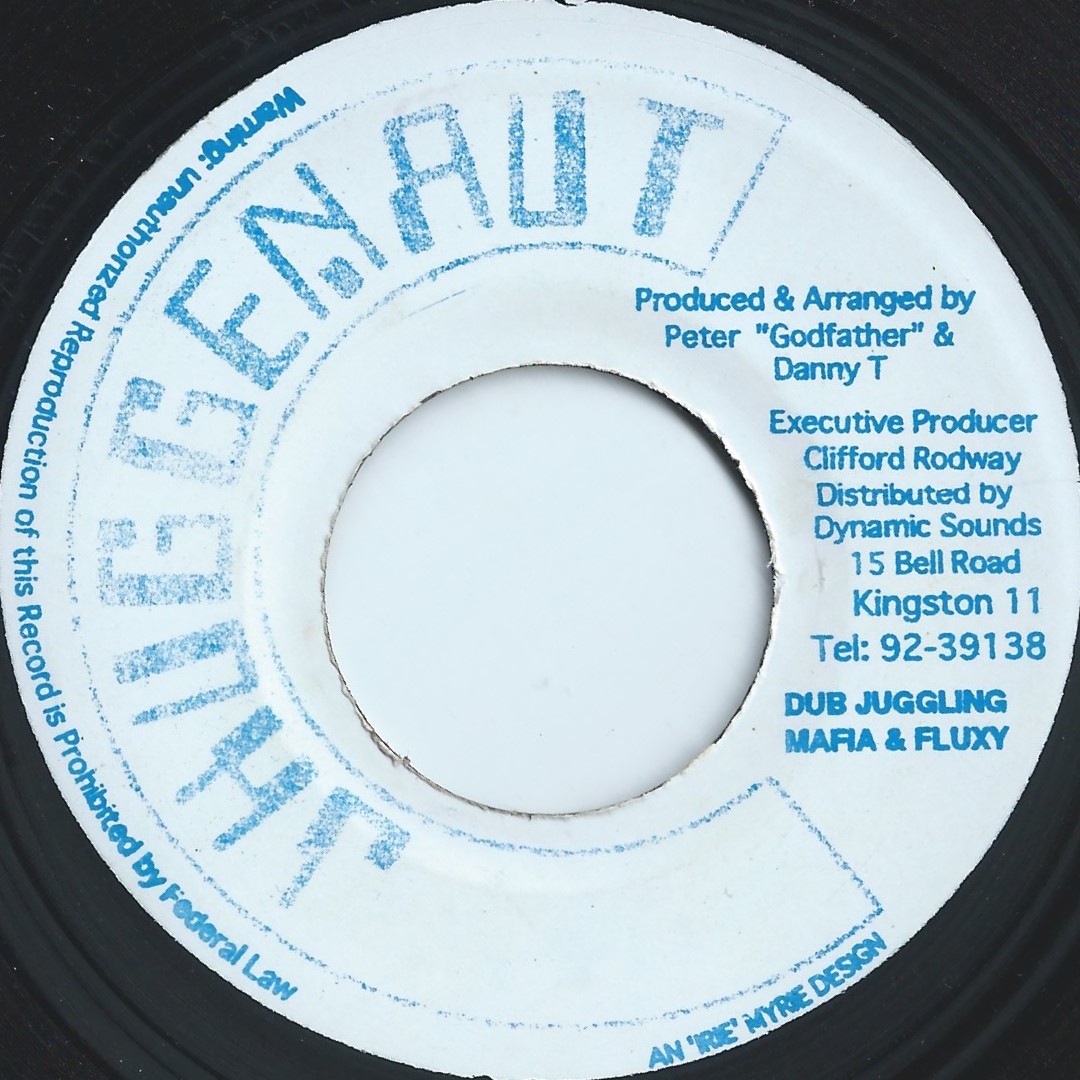 JHUGGENAUT
Warning: unauthorized Reproduction of this Record is Prohibited by Federal Law
Produced & Arranged by
Peter "Godfather" &
Danny T
Executive Producer
Clifford Rodway
Distributed by
Dynamic Sounds
15 Bell Road
Kingston 11
Tel: 92-39138
DUB JUGGLING
MAFIA & FLUXY
AN 'IRIE' MYRIE DESIGN